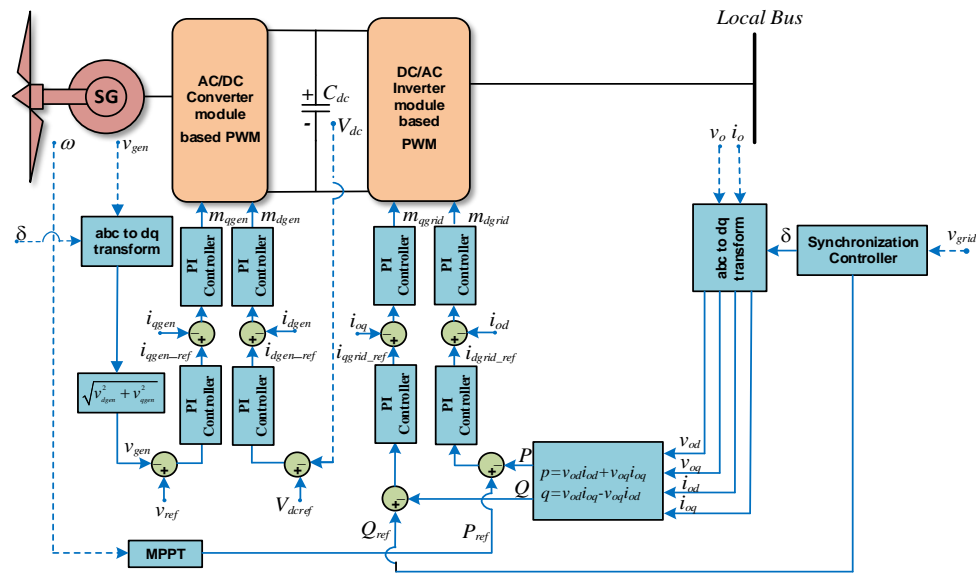 Local Bus
SG
AC/DC
Converter
module
based PWM
+
-
C_dc
V_dc
DC/AC
Inverter
module
based
PWM
ω
v_gen
v_o
i_o
δ
abc to dq
transform
m_qgen
m_dgen
m_qgrid
m_dgrid
PI
Controller
PI
Controller
PI
Controller
PI
Controller
abc to dq
transform
δ
Synchronization
Controller
v_grid
i_qgen
-
+
-
+
i_dgen
i_oq
-
+
-
+
i_od
i_qgen_ref
i_dgen_ref
i_qgrid_ref
i_dgrid_ref
√v²_dgen + v²_qgen
PI
Controller
PI
Controller
PI
Controller
PI
Controller
v_gen
-
+
-
+
v_ref
V_dcref
-
+
P
Q
-
+
p=v_od i_od+v_oq i_oq
q=v_od i_oq-v_oq i_od
v_od
v_oq
i_od
i_oq
Q_ref
P_ref
MPPT